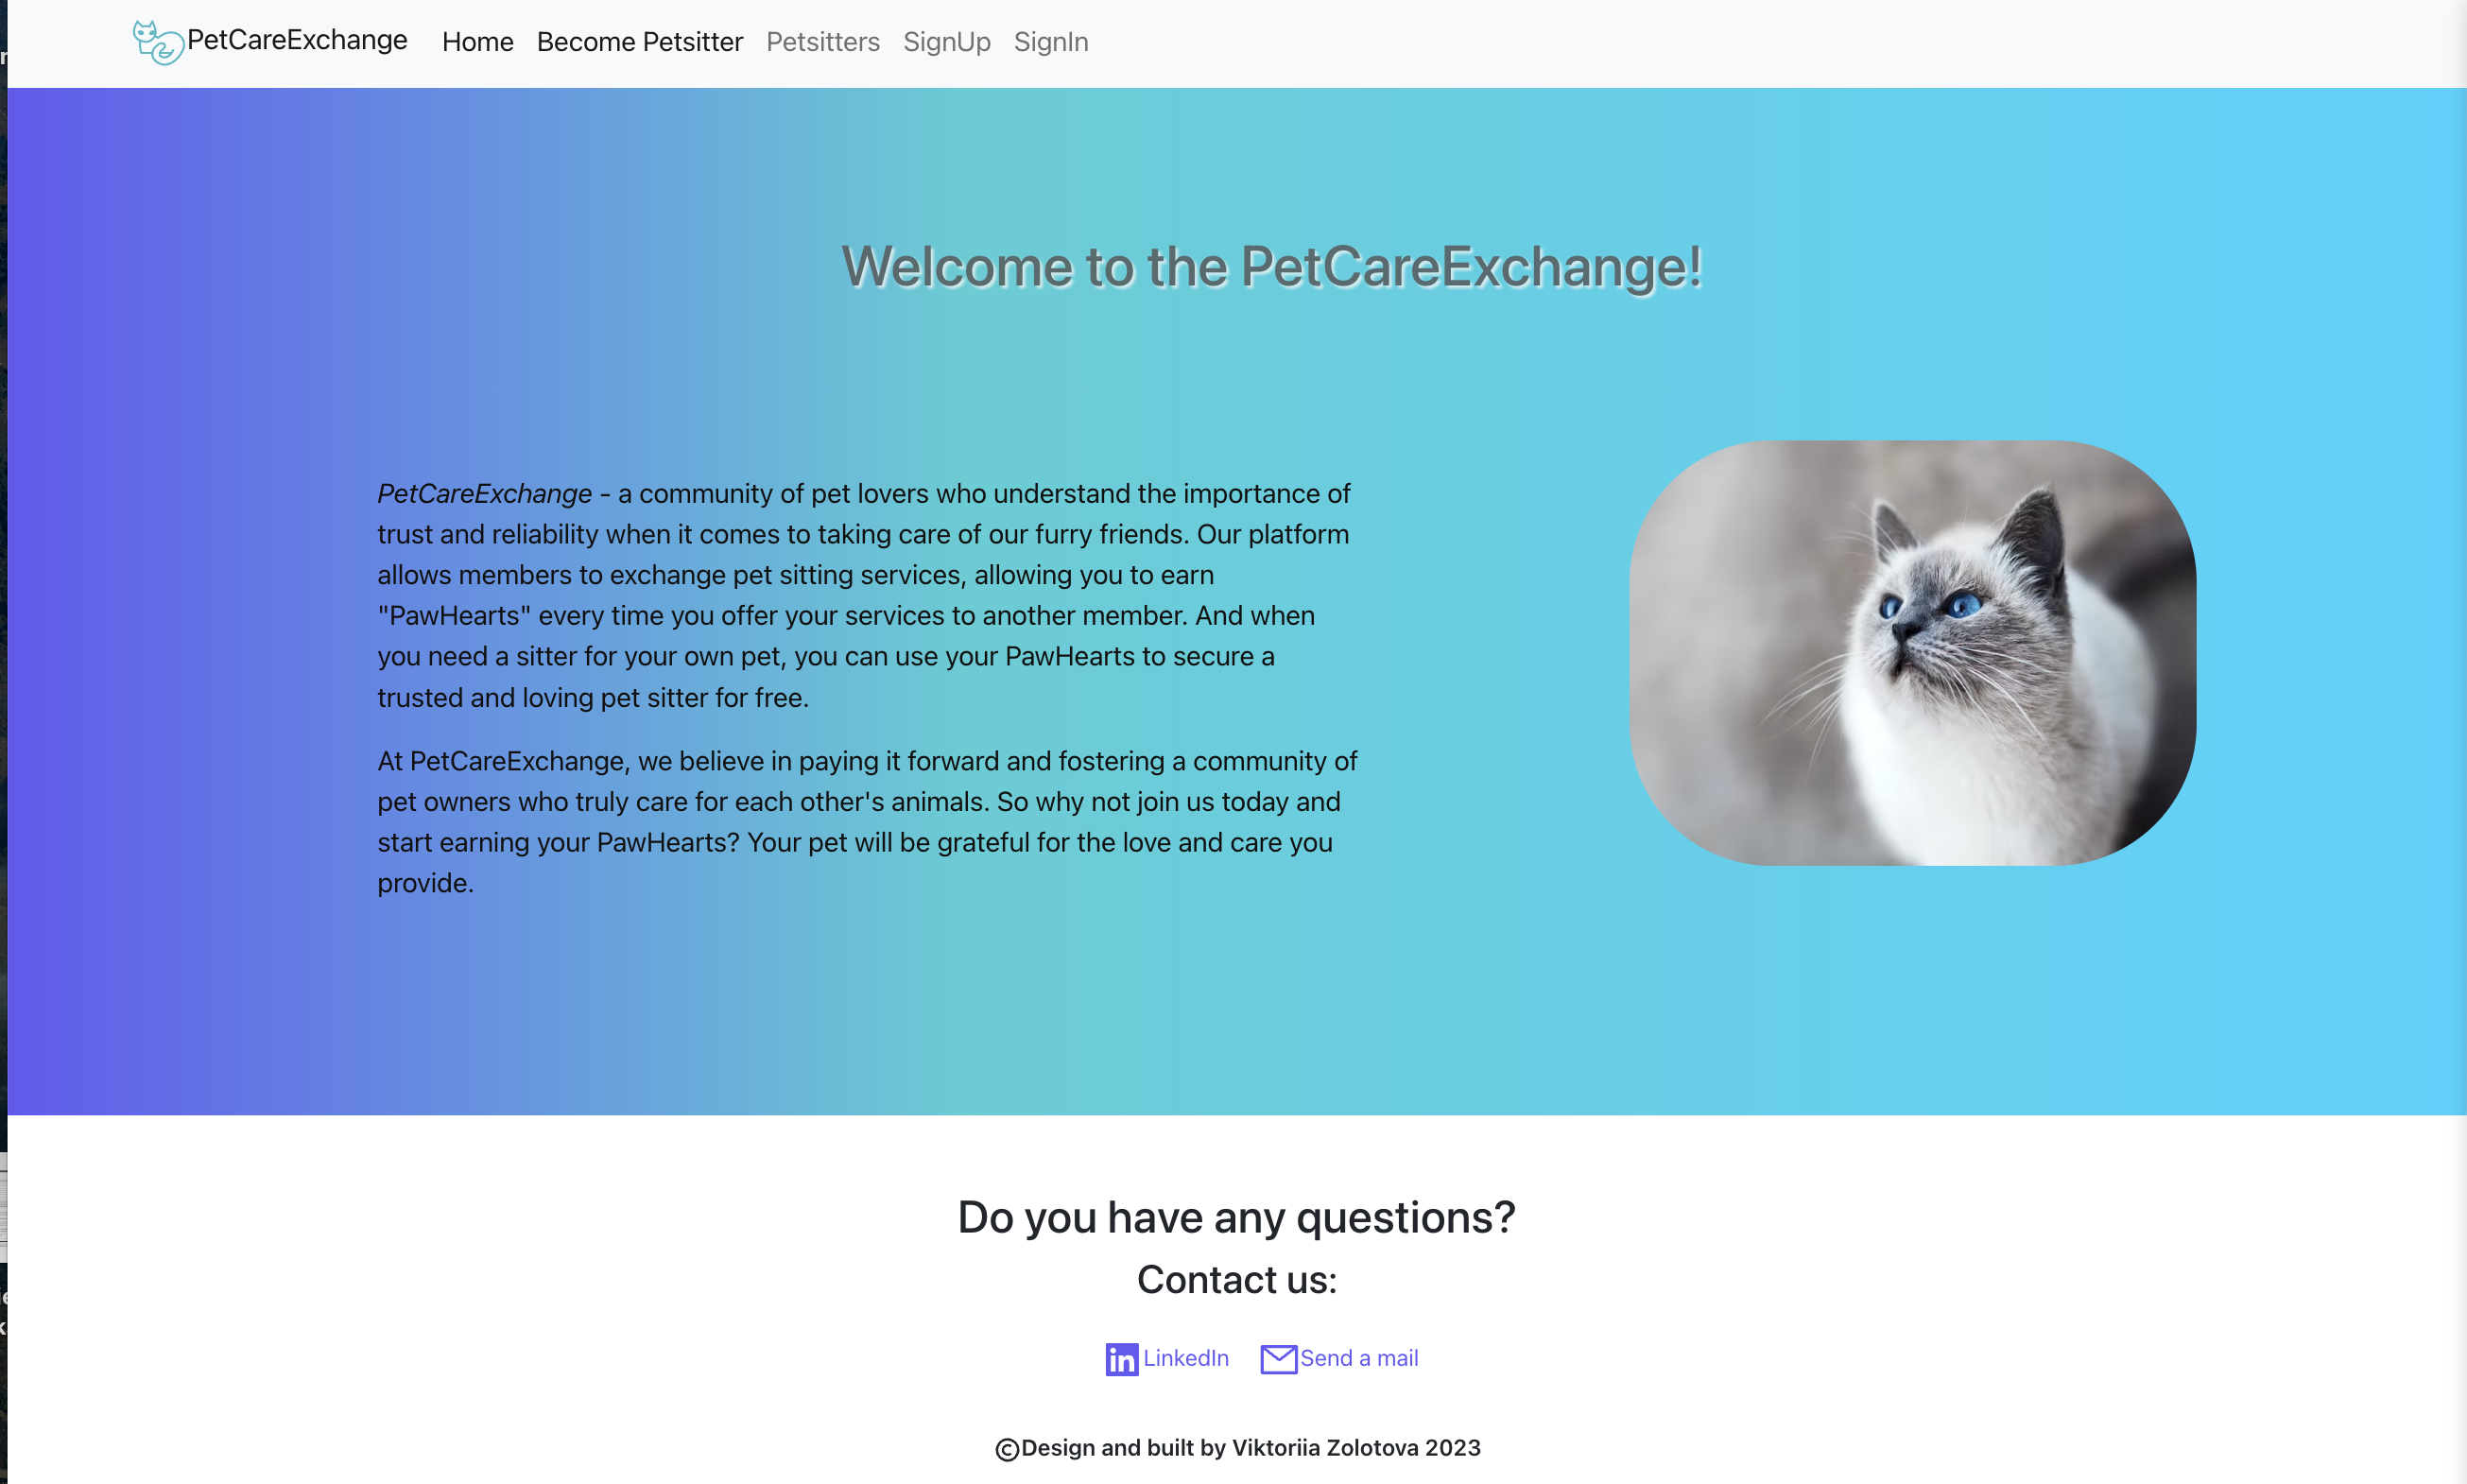 PetCareExchange Home Become Petsitter Petsitters SignUp SignIn
Welcome to the PetCareExchange!
PetCareExchange - a community of pet lovers who understand the importance of
trust and reliability when it comes to taking care of our furry friends. Our platform
allows members to exchange pet sitting services, allowing you to earn
"PawHearts" every time you offer your services to another member. And when
you need a sitter for your own pet, you can use your PawHearts to secure a
trusted and loving pet sitter for free.
At PetCareExchange, we believe in paying it forward and fostering a community of
pet owners who truly care for each other's animals. So why not join us today and
start earning your PawHearts? Your pet will be grateful for the love and care you
provide.
Do you have any questions?
Contact us:
in LinkedIn Send a mail
©Design and built by Viktoriia Zolotova 2023